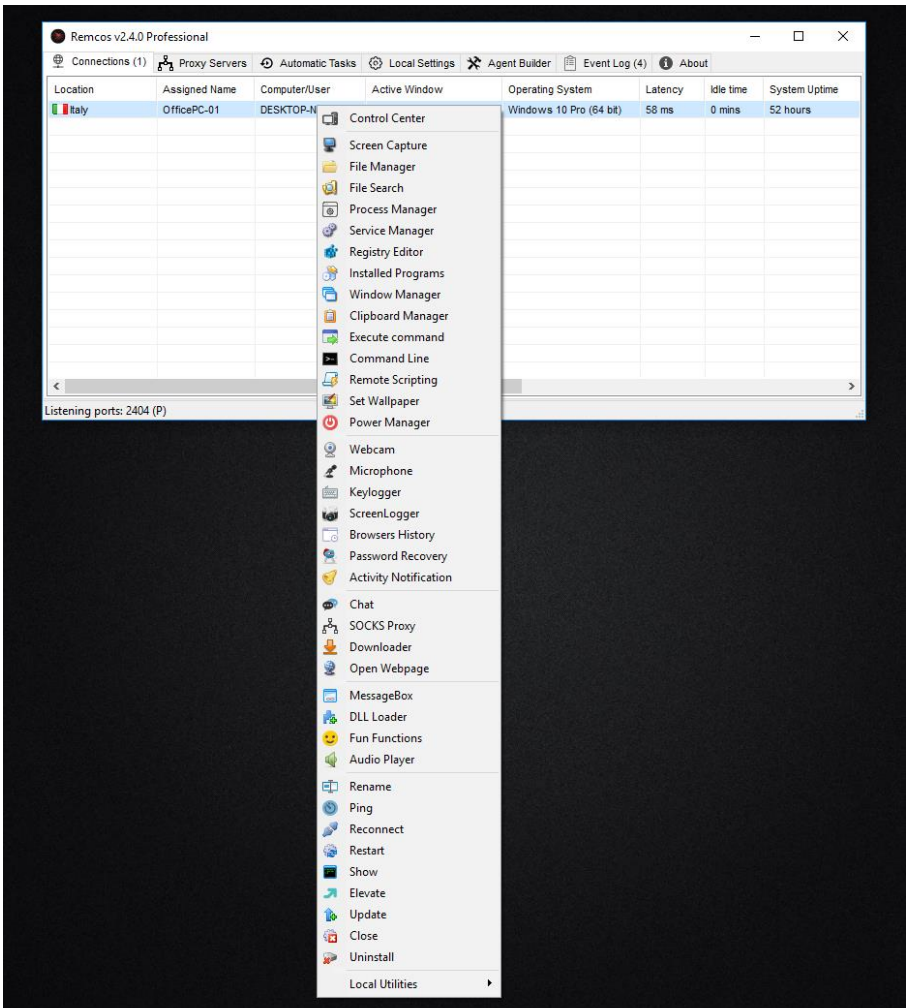 Remcos v2.4.0 Professional
Connections (1) Proxy Servers Automatic Tasks Local Settings Agent Builder Event Log (4) About
Location Assigned Name Computer/User Active Window Operating System Latency Idle time System Uptime
Italy OfficePC-01 DESKTOP-N Windows 10 Pro (64 bit) 58 ms 0 mins 52 hours
Control Center
Screen Capture
File Manager
File Search
Process Manager
Service Manager
Registry Editor
Installed Programs
Window Manager
Clipboard Manager
Execute command
Command Line
Remote Scripting
Set Wallpaper
Power Manager
Webcam
Microphone
Keylogger
ScreenLogger
Browsers History
Password Recovery
Activity Notification
Chat
SOCKS Proxy
Downloader
Open Webpage
MessageBox
DLL Loader
Fun Functions
Audio Player
Rename
Ping
Reconnect
Restart
Show
Elevate
Update
Close
Uninstall
Local Utilities
Listening ports: 2404 (P)